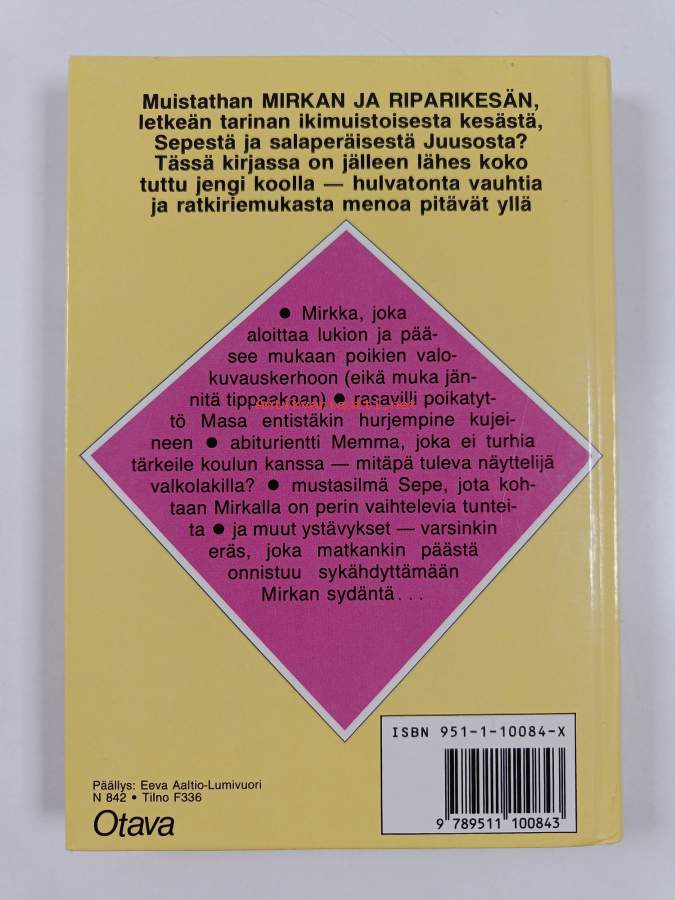 Muistathan MIRKAN JA RIPARIKESÄN,
letkeän tarinan ikimuistoisesta kesästä,
Sepestä ja salaperäisestä Juusosta?
Tässä kirjassa on jälleen lähes koko
tuttu jengi koolla — hulvatonta vauhtia
ja ratkiriemukasta menoa pitävät yllä
● Mirkka, joka
aloittaa lukion ja pää-
see mukaan poikien valo-
kuvauskerhoon (eikä muka jän-
nitä tippaakaan) ● rasavilli poikatyt-
tö Masa entistäkin hurjempine kujei-
neen ● abiturientti Memma, joka ei turhia
tärkeile koulun kanssa — mitäpä tuleva näyttelijä
valkolakilla? ● mustasilmä Sepe, jota koh-
taan Mirkalla on perin vaihtelevia tuntei-
ta ● ja muut ystävykset — varsinkin
eräs, joka matkankin päästä
onnistuu sykähdyttämään
Mirkan sydäntä...
ISBN 951-1-10084-X
9 789511 100843
Päällys: Eeva Aaltio-Lumivuori
N 842 • Tilno F336
Otava